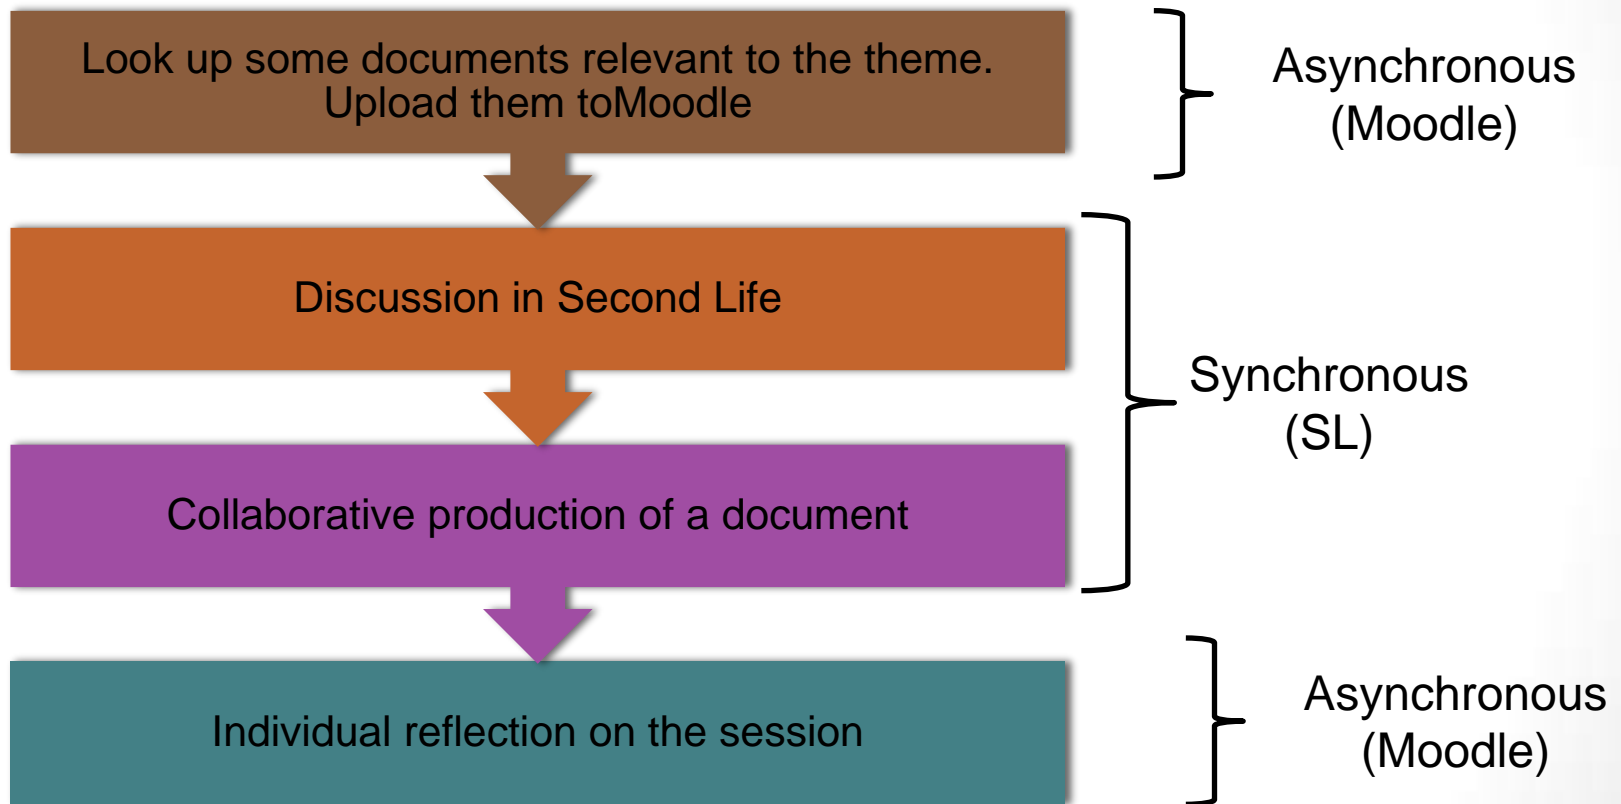 Look up some documents relevant to the theme.
Upload them toMoodle
Asynchronous
(Moodle)
Discussion in Second Life
Synchronous
(SL)
Collaborative production of a document
Individual reflection on the session
Asynchronous
(Moodle)